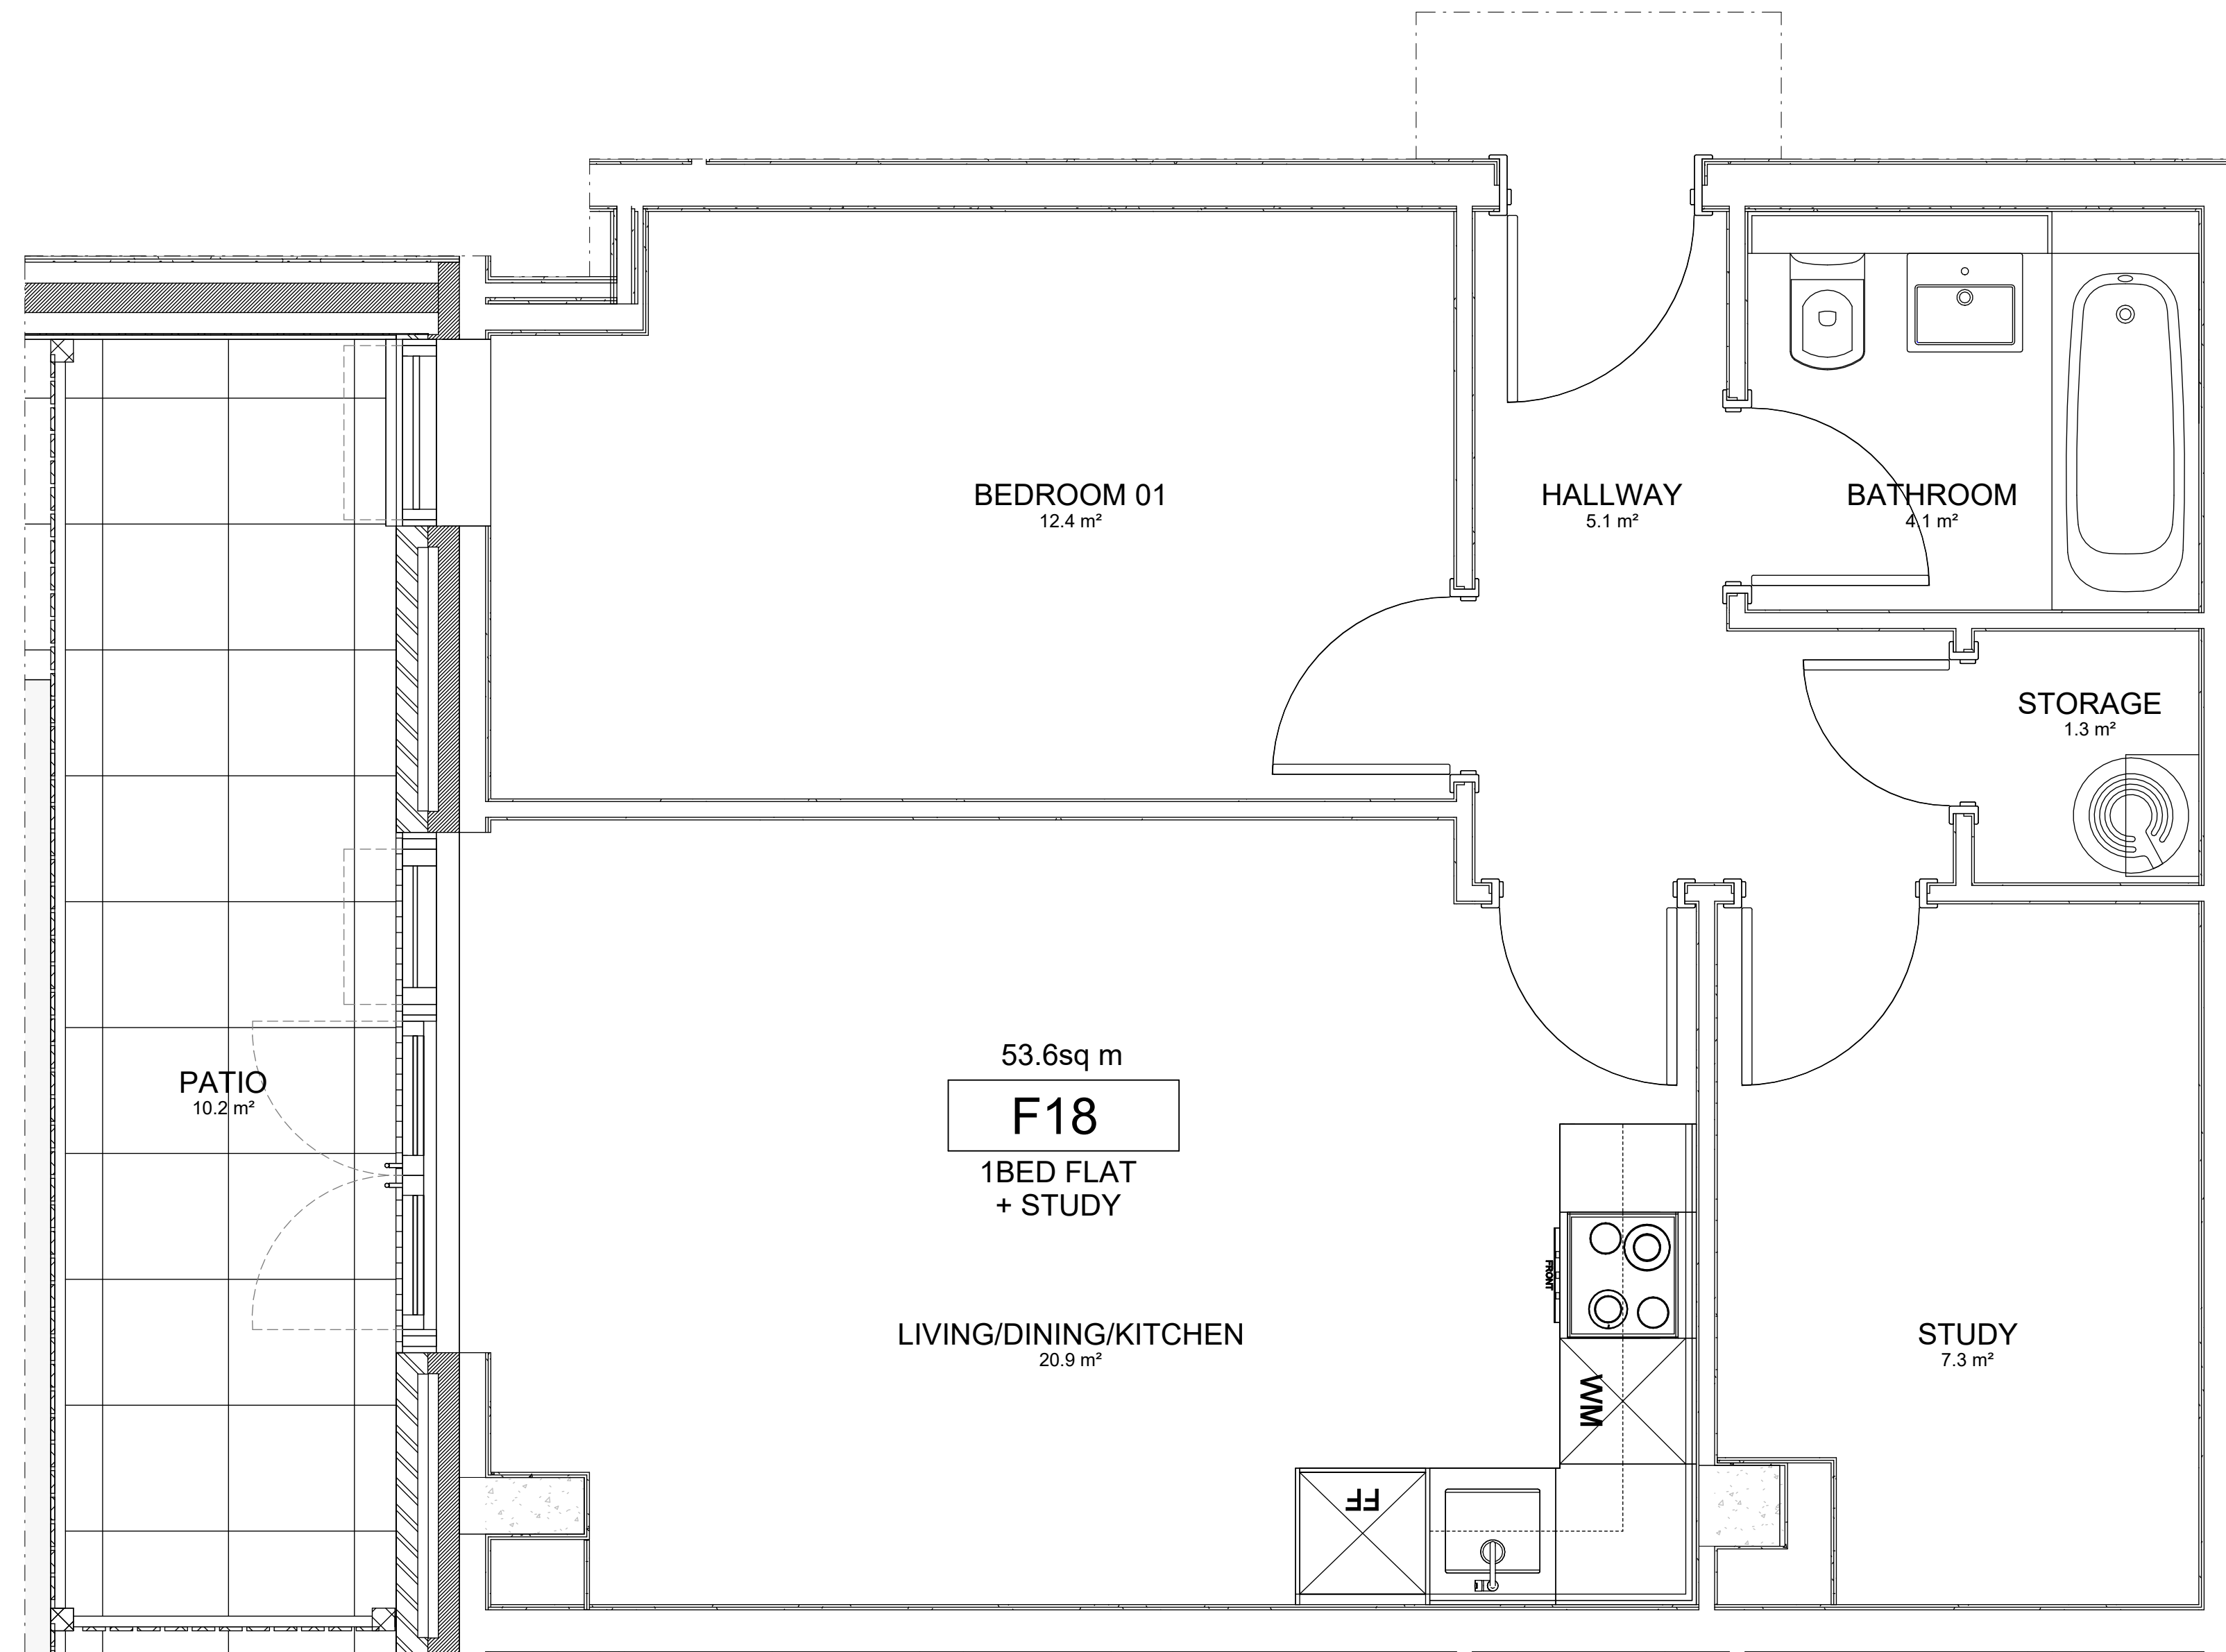 BEDROOM 01
12.4 m²
HALLWAY
5.1 m²
BATHROOM
4.1 m²
STORAGE
1.3 m²
PATIO
10.2 m²
53.6sq m
F18
1BED FLAT
+ STUDY
LIVING/DINING/KITCHEN
20.9 m²
FRONT
WM
FF
STUDY
7.3 m²